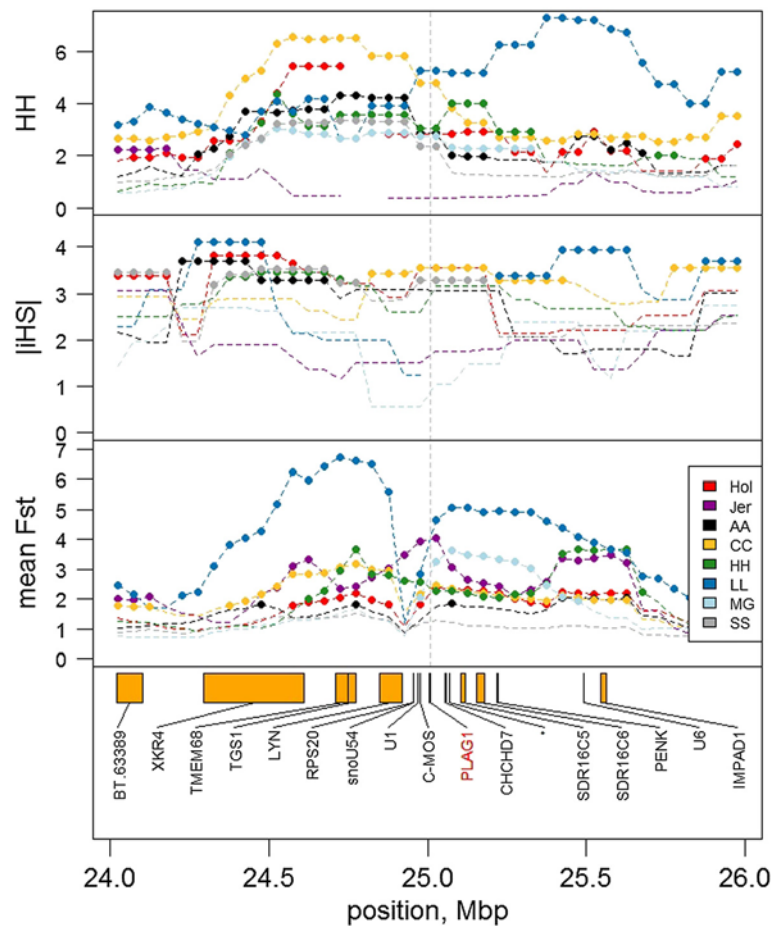 HH
6
4
2
0
|iHS|
4
3
2
1
0
mean Fst
7
6
5
4
3
2
1
0
Hol
Jer
AA
CC
HH
LL
MG
SS
BT.63389
XKR4
TMEM68
TGS1
LYN
RPS20
snoU54
U1
C-MOS
PLAG1
CHCHD7
SDR16C5
SDR16C6
PENK
U6
IMPAD1
24.0 24.5 25.0 25.5 26.0
position, Mbp